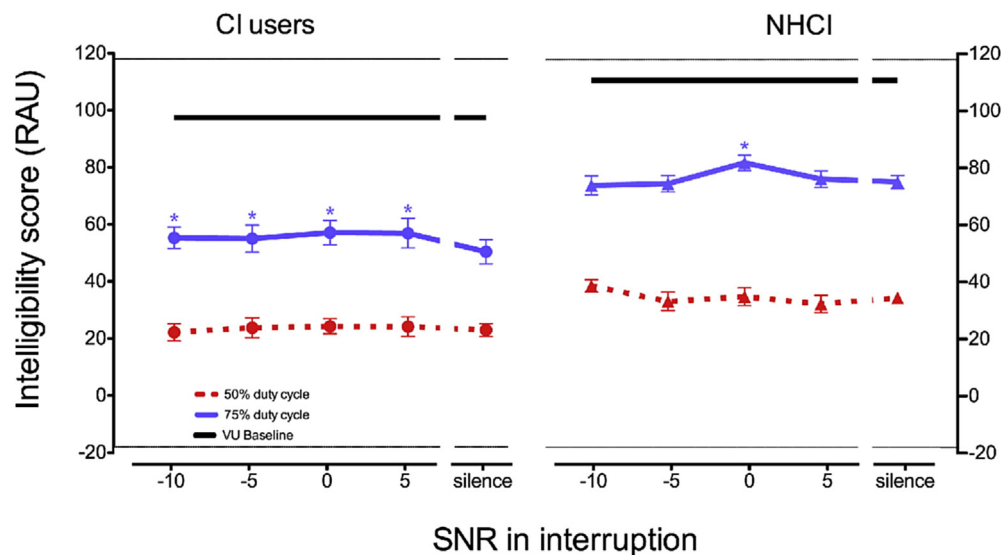 CI users
NHCI
Intelligibility score (RAU)
120
100
80
60
40
20
0
-20
* * * *
*
120
100
80
60
40
20
0
-20
50% duty cycle
75% duty cycle
VU Baseline
-10 -5 0 5 silence
-10 -5 0 5 silence
SNR in interruption